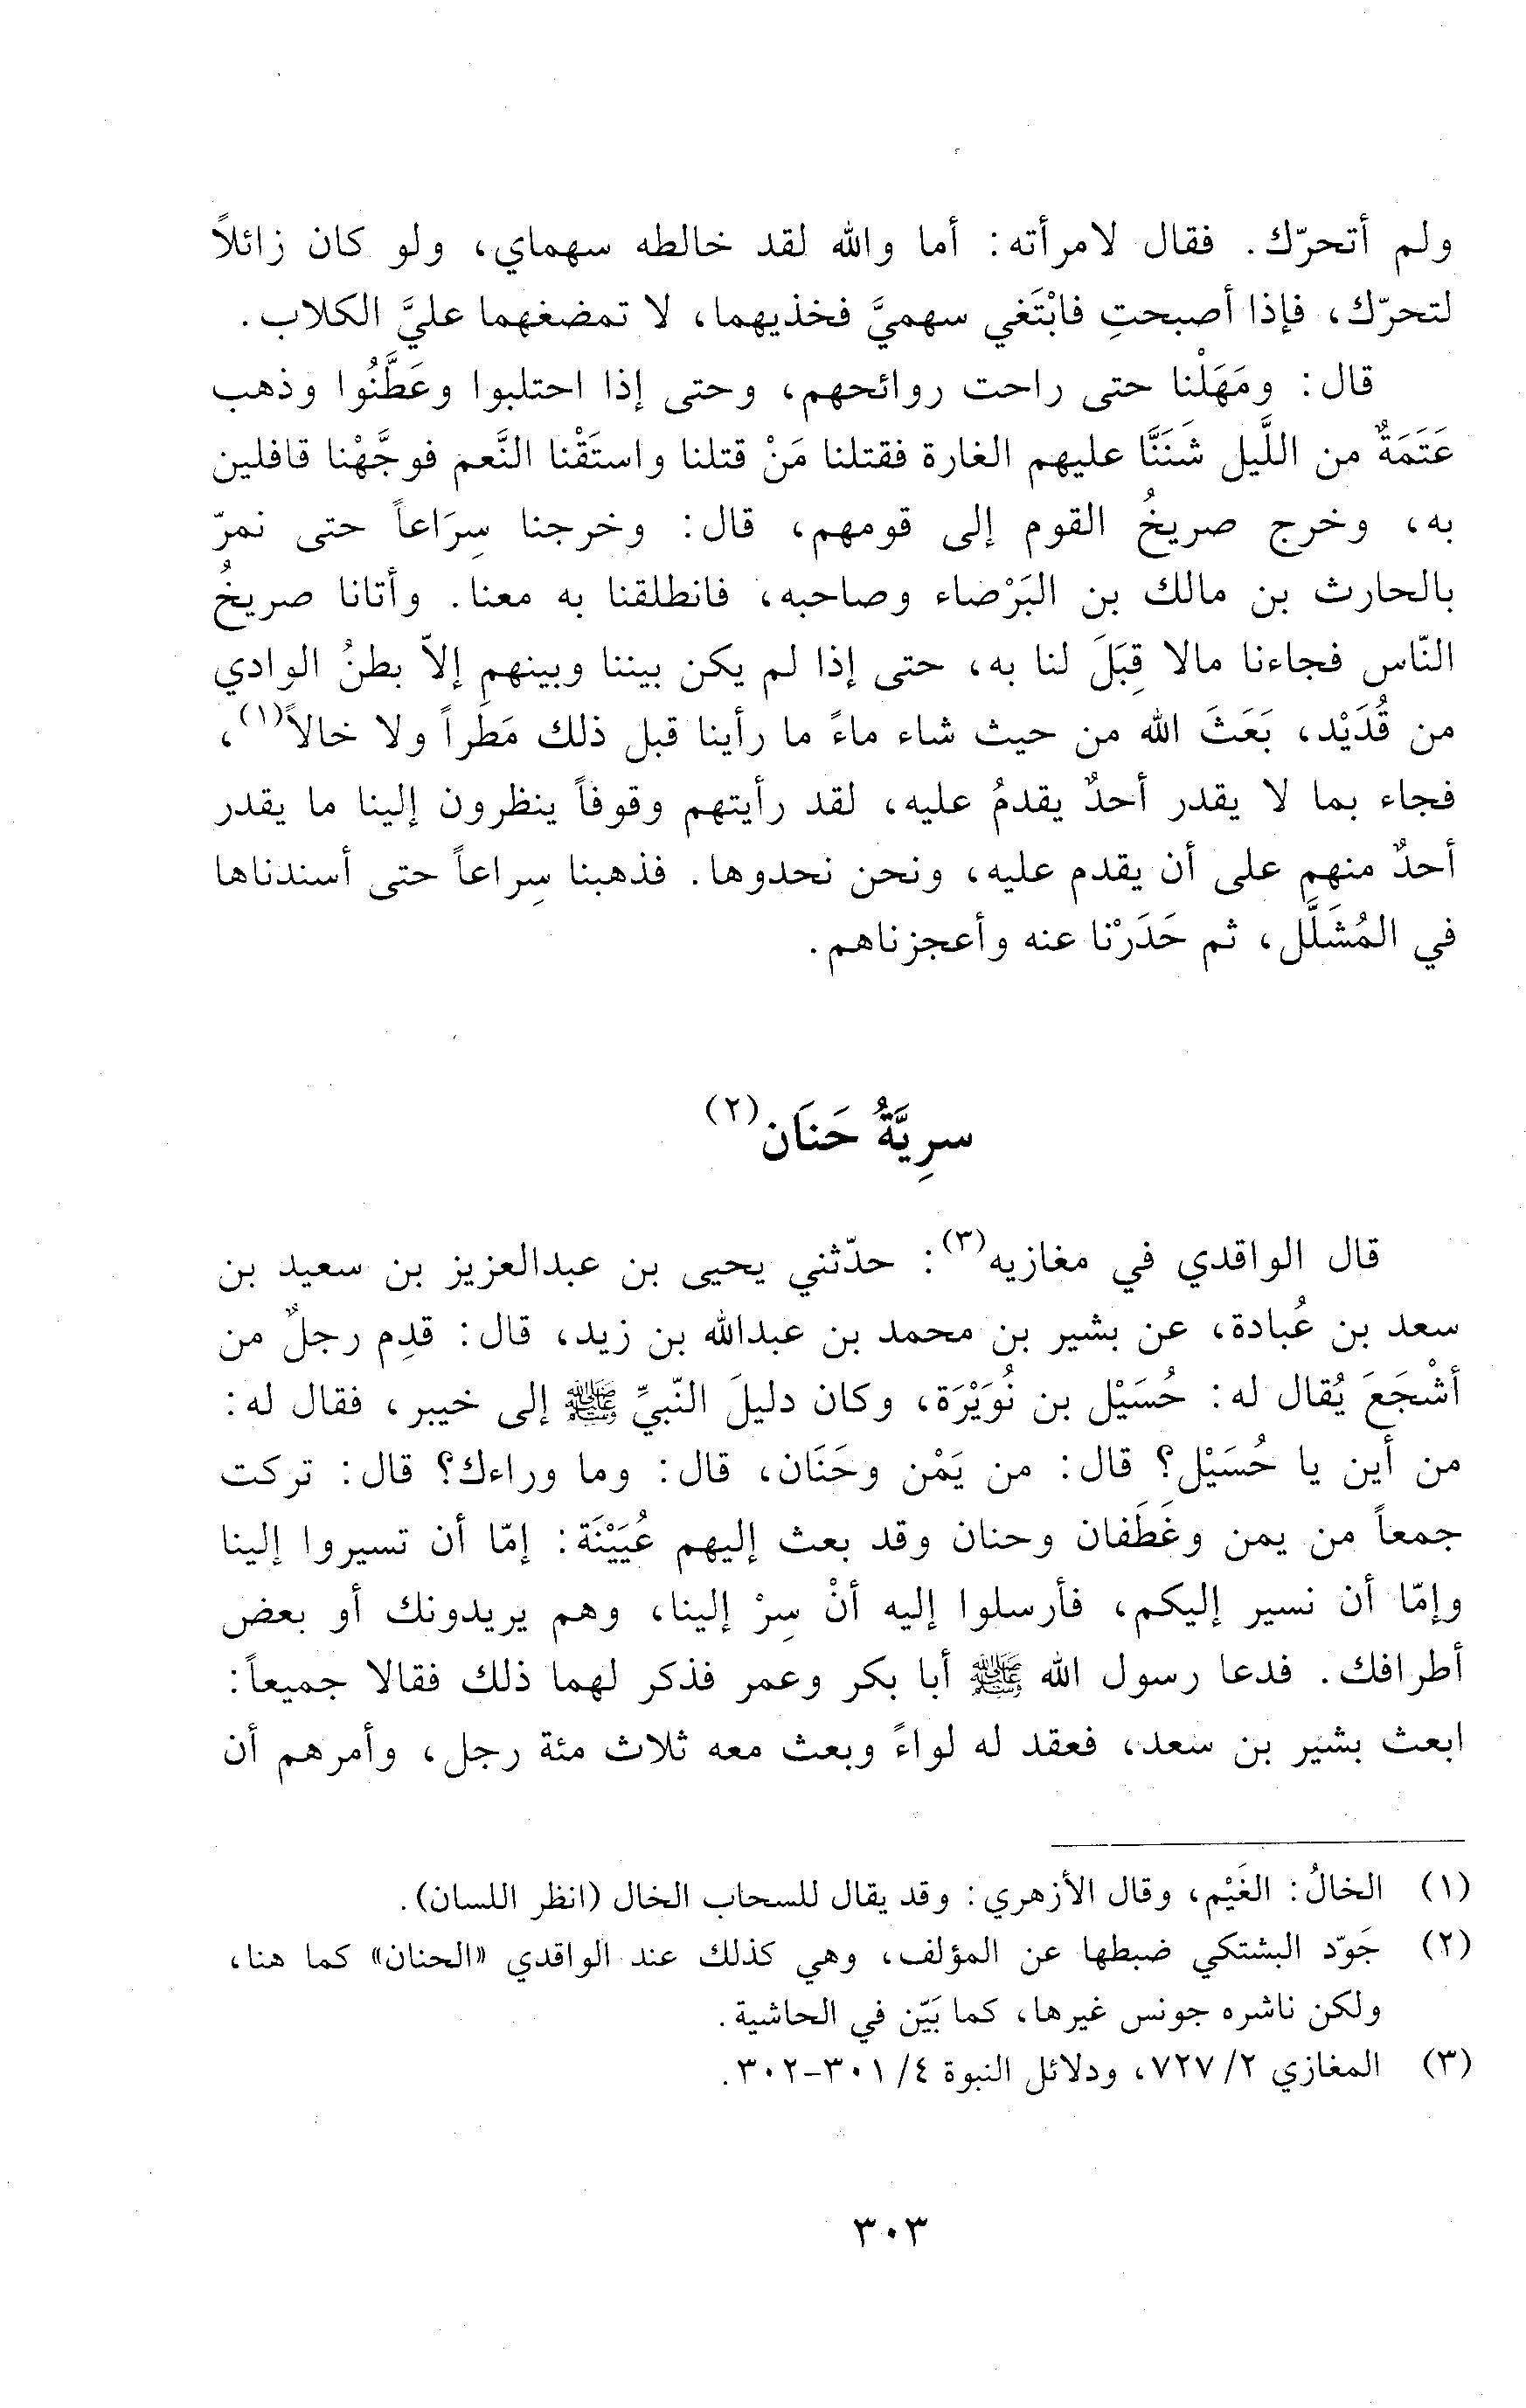 ولم أتحرّك. فقال لامرأته: أما والله لقد خالطه سهماي، ولو كان زائلاً
لتحرّك، فإذا أصبحتِ فابْتَغي سهميَّ فخذيهما، لا تمضغهما عليَّ الكلاب.
قال: ومَهَلْنا حتى راحت روائحهم، وحتى إذا احتلبوا وعَطَّنُوا وذهب
عَتَمَةٌ من اللَّيل شَنَنَّا عليهم الغارة فقتلنا مَنْ قتلنا واستَقْنا النَّعم فوجَّهْنا قافلين
به، وخرج صريخُ القوم إلى قومهم، قال: وخرجنا سِرَاعاً حتى نمرّ
بالحارث بن مالك بن البَرْصاء وصاحبه، فانطلقنا به معنا. وأتانا صريخُ
النّاس فجاءنا مالا قِبَلَ لنا به، حتى إذا لم يكن بيننا وبينهم إلاّ بطنُ الوادي
من قُدَيْد، بَعَثَ الله من حيث شاء ماءً ما رأينا قبل ذلك مَطَراً ولا خالاً(١)،
فجاء بما لا يقدر أحدٌ يقدمُ عليه، لقد رأيتهم وقوفاً ينظرون إلينا ما يقدر
أحدٌ منهم على أن يقدم عليه، ونحن نحدوها. فذهبنا سِراعاً حتى أسندناها
في المُشَلَّل، ثم حَدَرْنا عنه وأعجزناهم.
سرِيَّةُ حَنَان(٢)
قال الواقدي في مغازيه(٣): حدّثني يحيى بن عبدالعزيز بن سعيد بن
سعد بن عُبادة، عن بشير بن محمد بن عبدالله بن زيد، قال: قدِم رجلٌ من
أشْجَعَ يُقال له: حُسَيْل بن نُوَيْرَة، وكان دليلَ النّبيِّ ﷺ إلى خيبر، فقال له:
من أين يا حُسَيْل؟ قال: من يَمْن وحَنَان، قال: وما وراءك؟ قال: تركت
جمعاً من يمن وغَطَفان وحنان وقد بعث إليهم عُيَيْنَة: إمّا أن تسيروا إلينا
وإمّا أن نسير إليكم، فأرسلوا إليه أنْ سِرْ إلينا، وهم يريدونك أو بعض
أطرافك. فدعا رسول الله ﷺ أبا بكر وعمر فذكر لهما ذلك فقالا جميعاً:
ابعث بشير بن سعد، فعقد له لواءً وبعث معه ثلاث مئة رجل، وأمرهم أن
(١) الخالُ: الغَيْم، وقال الأزهري: وقد يقال للسحاب الخال (انظر اللسان).
(٢) جَوّد البشتكي ضبطها عن المؤلف، وهي كذلك عند الواقدي «الحنان» كما هنا،
ولكن ناشره جونس غيرها، كما بَيّن في الحاشية.
(٣) المغازي ٢/ ٧٢٧، ودلائل النبوة ٤/ ٣٠١-٣٠٢.
٣٠٣